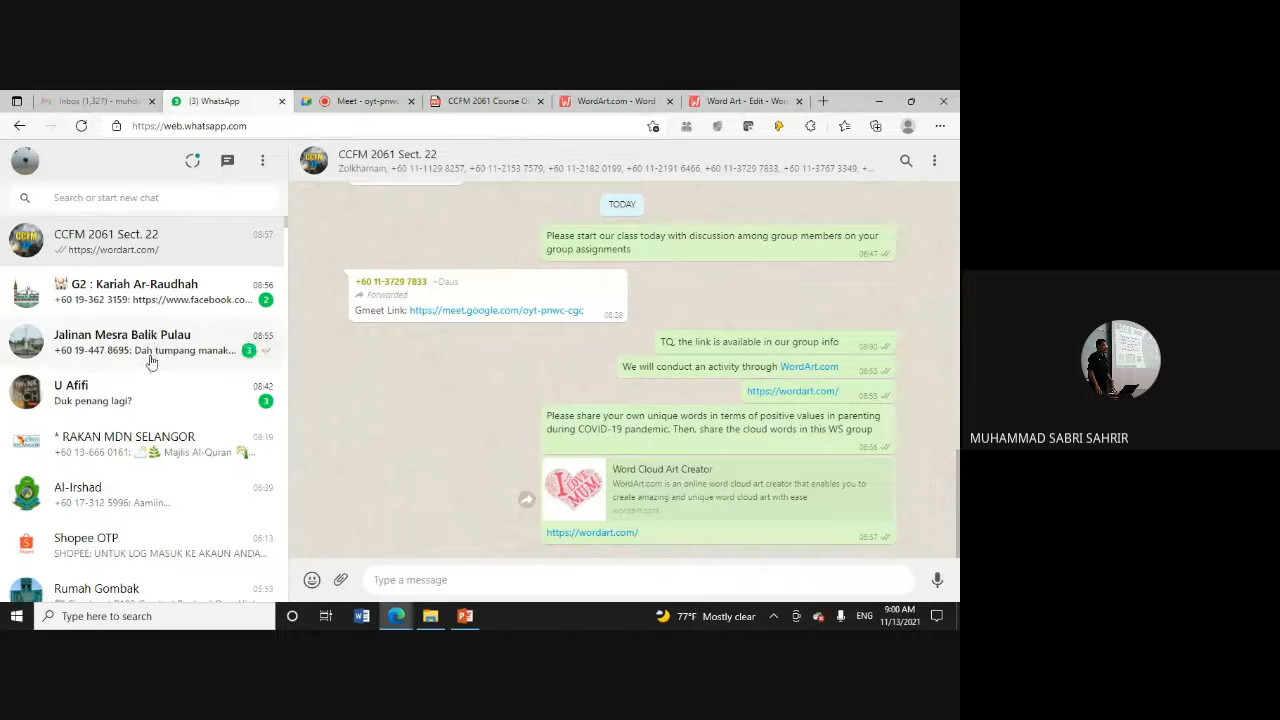 Inbox (1,327) - muhd
(3) WhatsApp
Meet - oyt-pnwc
CCFM 2061 Course O
WordArt.com - Word
Word Art - Edit - Wor
https://web.whatsapp.com
Search or start new chat
CCFM 2061 Sect. 22
08:57
https://wordart.com/
G2 : Kariah Ar-Raudhah
08:56
+60 19-362 3159: https://www.facebook.co...
2
Jalinan Mesra Balik Pulau
08:55
+60 19-447 8695: Dah tumpang manak...
3
U Afifi
08:42
Duk penang lagi?
3
* RAKAN MDN SELANGOR
08:19
+60 13-666 0161: Majlis Al-Quran
Al-Irshad
06:39
+60 17-312 5996: Aamiin...
Shopee OTP
06:13
SHOPEE: UNTUK LOG MASUK KE AKAUN ANDA...
Rumah Gombak
05:53
CCFM 2061 Sect. 22
Zolkharnain, +60 11-1129 8257, +60 11-2153 7579, +60 11-2182 0199, +60 11-2191 6466, +60 11-3729 7833, +60 11-3767 3349, +...
TODAY
Please start our class today with discussion among group members on your
group assignments
06:47
+60 11-3729 7833 ~Daus
Forwarded
Gmeet Link: https://meet.google.com/oyt-pnwc-cgc
08:28
TQ, the link is available in our group info
08:30
We will conduct an activity through WordArt.com
08:53
https://wordart.com/
08:55
Please share your own unique words in terms of positive values in parenting
during COVID-19 pandemic. Then, share the cloud words in this WS group
08:56
I LOVE MUM!
Word Cloud Art Creator
WordArt.com is an online word cloud art creator that enables you to
create amazing and unique word cloud art with ease
wordart.com
https://wordart.com/
08:57
Type a message
Type here to search
77°F Mostly clear
ENG
9:00 AM
11/13/2021
MUHAMMAD SABRI SAHRIR